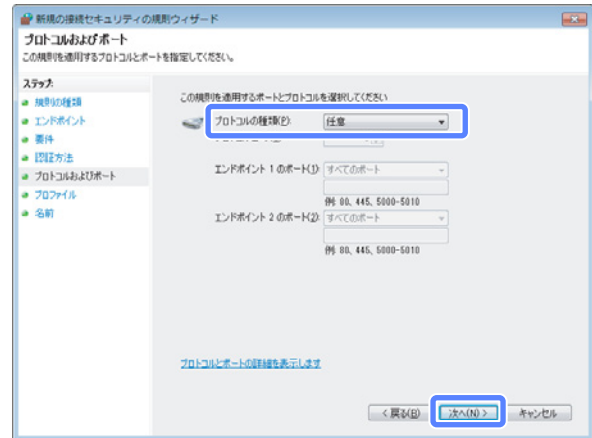 新規の接続セキュリティの規則ウィザード
プロトコルおよびポート
この規則を適用するプロトコルとポートを指定してください。
ステップ:
規則の種類
エンドポイント
要件
認証方法
プロトコルおよびポート
プロファイル
名前
この規則を適用するポートとプロトコルを選択してください
プロトコルの種類(P): 任意
エンドポイント 1 のポート(1): すべてのポート
例: 80、445、5000-5010
エンドポイント 2 のポート(2): すべてのポート
例: 80、445、5000-5010
プロトコルとポートの詳細を表示します
< 戻る(B) 次へ(N) > キャンセル